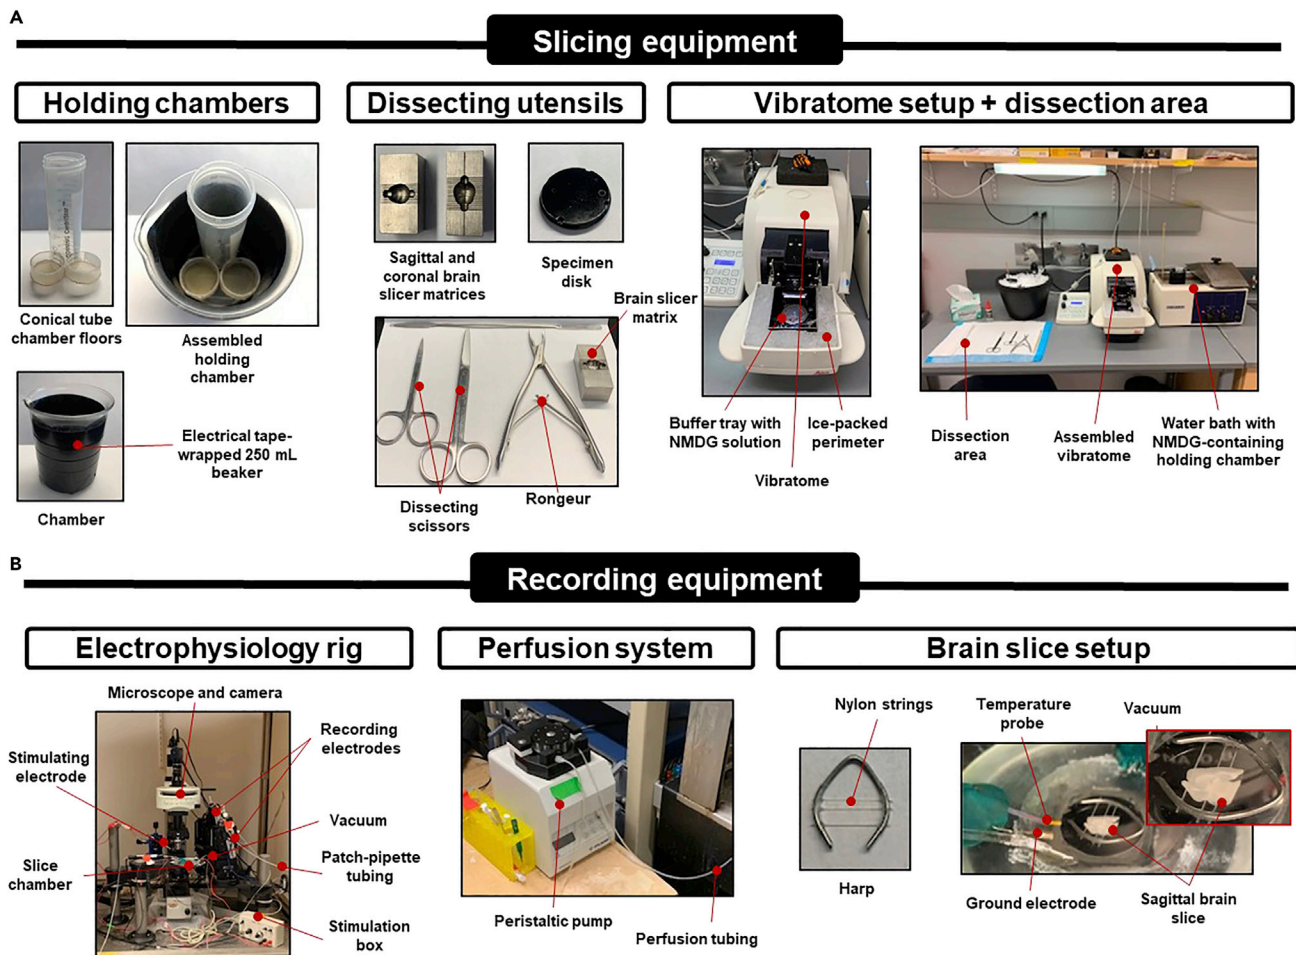 A
Slicing equipment
Holding chambers
Dissecting utensils
Vibratome setup + dissection area
Conical tube
chamber floors
Assembled
holding
chamber
Electrical tape-
wrapped 250 mL
beaker
Chamber
Sagittal and
coronal brain
slicer matrices
Specimen
disk
Brain slicer
matrix
Dissecting
scissors
Rongeur
Buffer tray with
NMDG solution
Ice-packed
perimeter
Vibratome
Dissection
area
Assembled
vibratome
Water bath with
NMDG-containing
holding chamber
B
Recording equipment
Electrophysiology rig
Perfusion system
Brain slice setup
Microscope and camera
Recording
electrodes
Stimulating
electrode
Vacuum
Slice
chamber
Patch-pipette
tubing
Stimulation
box
Peristaltic pump
Perfusion tubing
Nylon strings
Harp
Temperature
probe
Vacuum
Ground electrode
Sagittal brain
slice